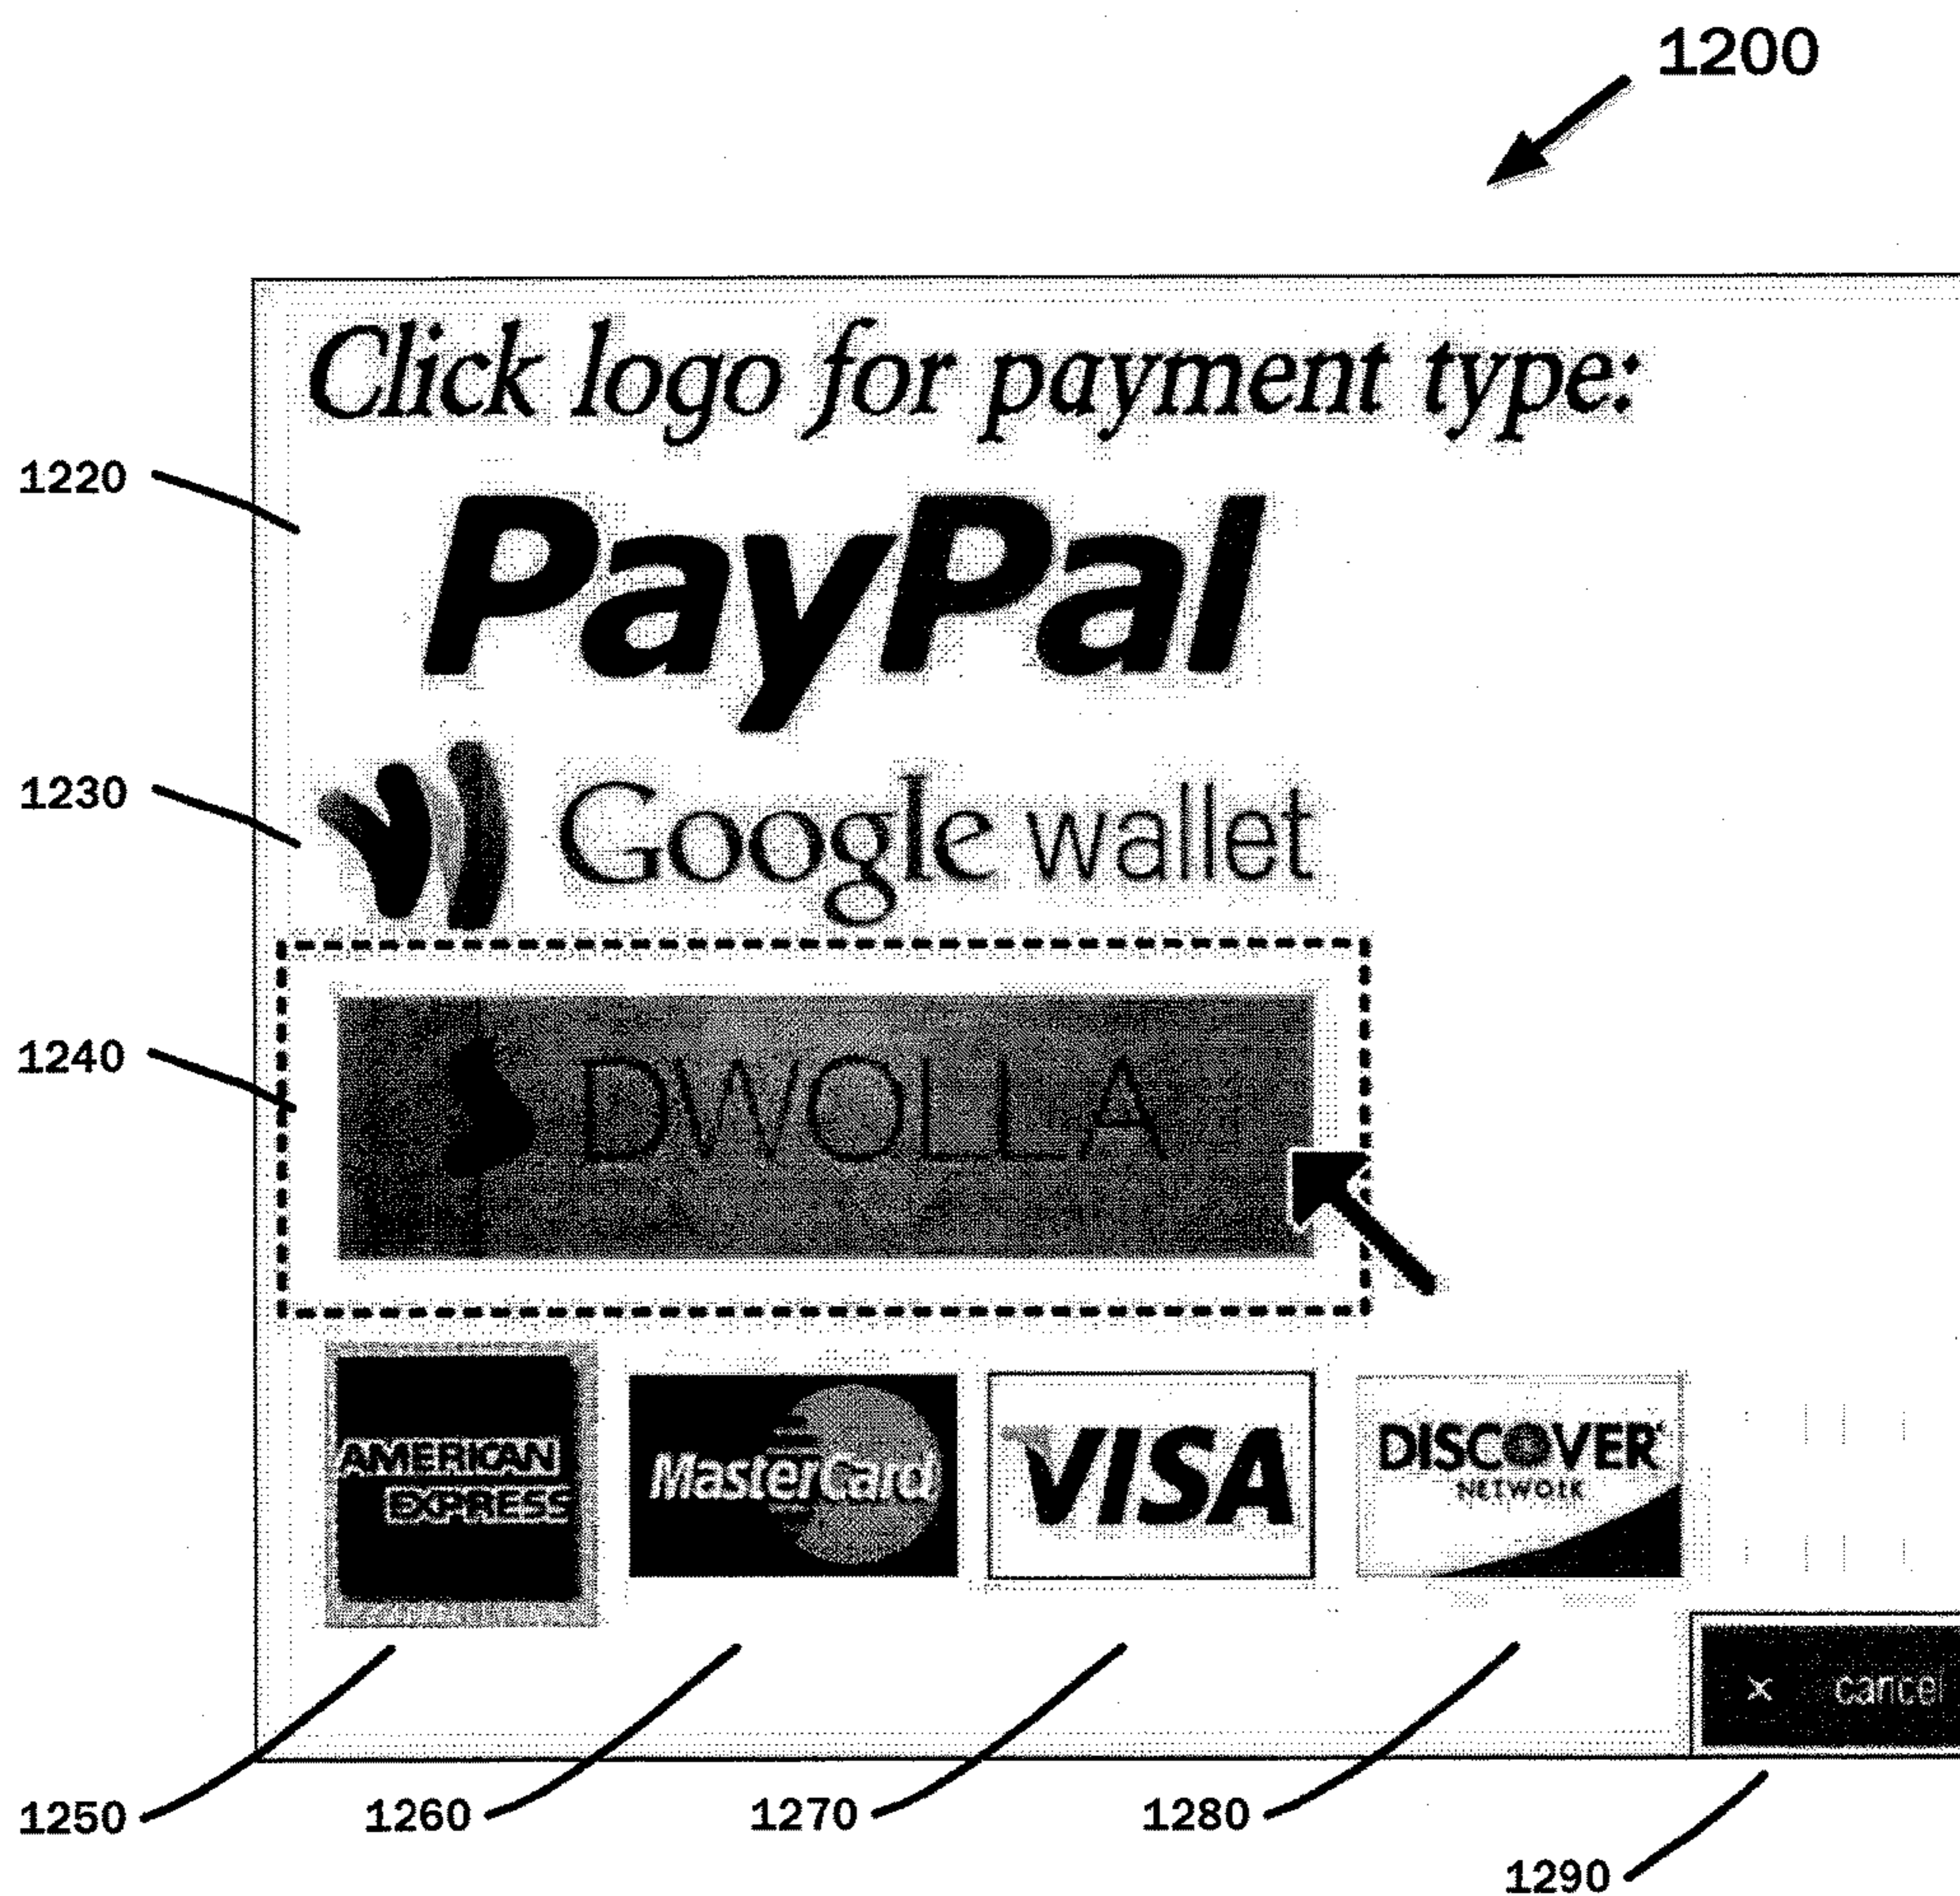 1200
Click logo for payment type:
1220
PayPal
1230
Google wallet
1240
DWOLLA
AMERICAN
EXPRESS
MasterCard
VISA
DISCOVER
NETWORK
× cancel
1250
1260
1270
1280
1290